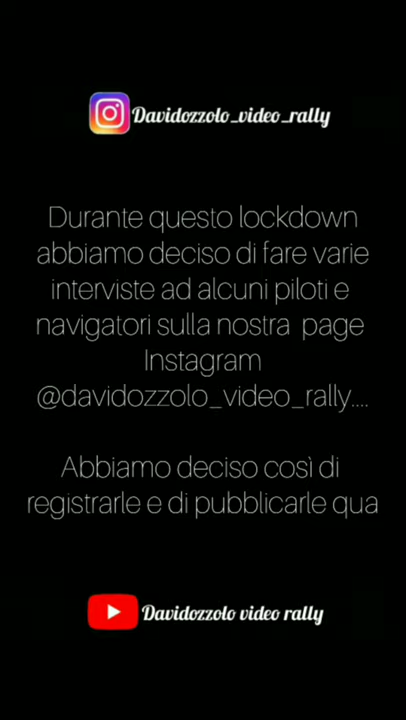 Davidozzolo_video_rally
Durante questo lockdown
abbiamo deciso di fare varie
interviste ad alcuni piloti e
navigatori sulla nostra page
Instagram
@davidozzolo_video_rally....
Abbiamo deciso così di
registrarle e di pubblicarle qua
Davidozzolo video rally